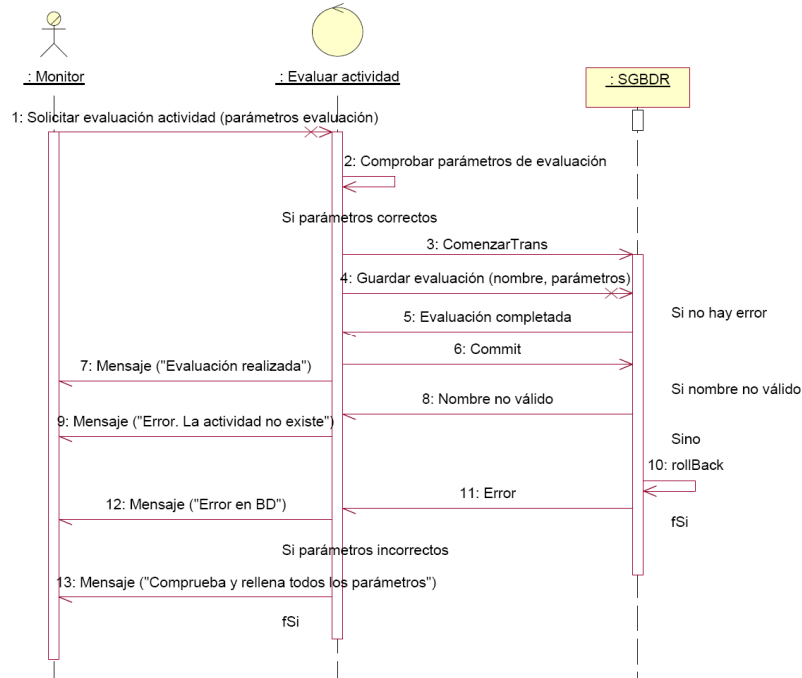 : Monitor
: Evaluar actividad
: SGBDR
1: Solicitar evaluación actividad (parámetros evaluación)
2: Comprobar parámetros de evaluación
Si parámetros correctos
3: ComenzarTrans
4: Guardar evaluación (nombre, parámetros)
Si no hay error
5: Evaluación completada
6: Commit
7: Mensaje ("Evaluación realizada")
Si nombre no válido
8: Nombre no válido
9: Mensaje ("Error. La actividad no existe")
Sino
10: rollBack
11: Error
12: Mensaje ("Error en BD")
fSi
Si parámetros incorrectos
13: Mensaje ("Comprueba y rellena todos los parámetros")
fSi